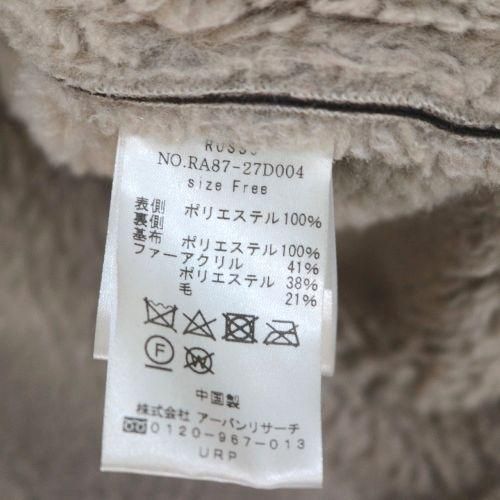 NO.RA87-27D004
size Free
表側 ポリエステル100%
裏側
基布 ポリエステル100%
ファーアクリル 41%
ポリエステル 38%
毛 21%
F
W
中国製
株式会社 アーバンリサーチ
0120-967-013
URP